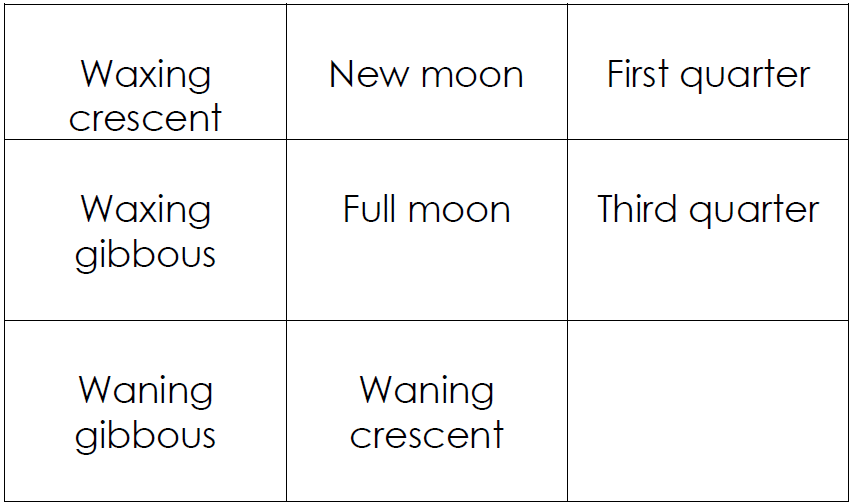 Waxing
crescent
New moon
First quarter
Waxing
gibbous
Full moon
Third quarter
Waning
gibbous
Waning
crescent